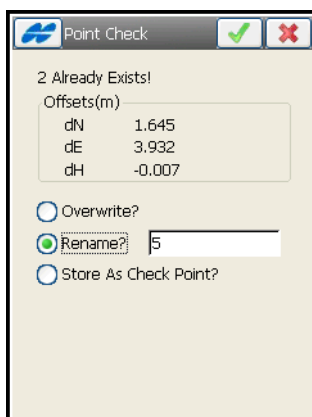 Point Check
2 Already Exists!
Offsets(m)
dN 1.645
dE 3.932
dH -0.007
Overwrite?
Rename? 5
Store As Check Point?